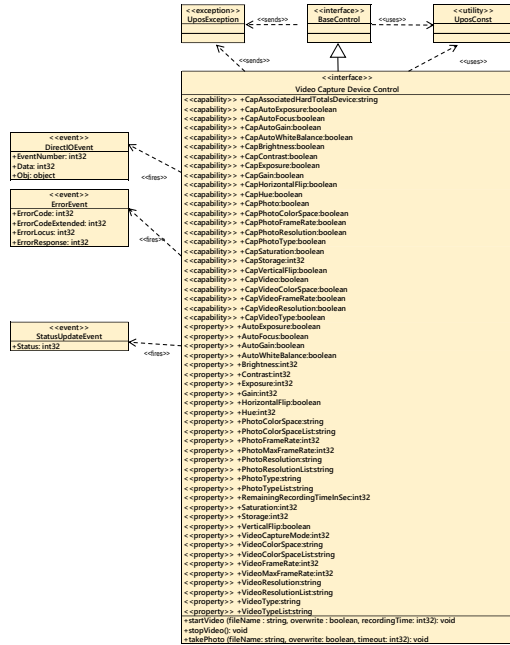 <<exception>>
UposException
<<sends>>
<<interface>>
BaseControl
<<uses>>
<<utility>>
UposConst
<<sends>>
<<uses>>
<<interface>>
Video Capture Device Control
<<capability>> +CapAssociatedHardTotalsDevice:string
<<capability>> +CapAutoExposure:boolean
<<capability>> +CapAutoFocus:boolean
<<capability>> +CapAutoGain:boolean
<<capability>> +CapAutoWhiteBalance:boolean
<<capability>> +CapBrightness:boolean
<<capability>> +CapContrast:boolean
<<capability>> +CapExposure:boolean
<<capability>> +CapGain:boolean
<<capability>> +CapHorizontalFlip:boolean
<<capability>> +CapHue:boolean
<<capability>> +CapPhoto:boolean
<<capability>> +CapPhotoColorSpace:boolean
<<capability>> +CapPhotoFrameRate:boolean
<<capability>> +CapPhotoResolution:boolean
<<capability>> +CapPhotoType:boolean
<<capability>> +CapSaturation:boolean
<<capability>> +CapStorage:int32
<<capability>> +CapVerticalFlip:boolean
<<capability>> +CapVideo:boolean
<<capability>> +CapVideoColorSpace:boolean
<<capability>> +CapVideoFrameRate:boolean
<<capability>> +CapVideoResolution:boolean
<<capability>> +CapVideoType:boolean
<<property>> +AutoExposure:boolean
<<property>> +AutoFocus:boolean
<<property>> +AutoGain:boolean
<<property>> +AutoWhiteBalance:boolean
<<property>> +Brightness:int32
<<property>> +Contrast:int32
<<property>> +Exposure:int32
<<property>> +Gain:int32
<<property>> +HorizontalFlip:boolean
<<property>> +Hue:int32
<<property>> +PhotoColorSpace:string
<<property>> +PhotoColorSpaceList:string
<<property>> +PhotoFrameRate:int32
<<property>> +PhotoMaxFrameRate:int32
<<property>> +PhotoResolution:string
<<property>> +PhotoResolutionList:string
<<property>> +PhotoType:string
<<property>> +PhotoTypeList:string
<<property>> +RemainingRecordingTimeInSec:int32
<<property>> +Saturation:int32
<<property>> +Storage:int32
<<property>> +VerticalFlip:boolean
<<property>> +VideoCaptureMode:int32
<<property>> +VideoColorSpace:string
<<property>> +VideoColorSpaceList:string
<<property>> +VideoFrameRate:int32
<<property>> +VideoMaxFrameRate:int32
<<property>> +VideoResolution:string
<<property>> +VideoResolutionList:string
<<property>> +VideoType:string
<<property>> +VideoTypeList:string
+startVideo (fileName : string, overwrite : boolean, recordingTime: int32): void
+stopVideo(): void
+takePhoto (fileName: string, overwrite: boolean, timeout: int32): void
<<event>>
DirectIOEvent
+EventNumber: int32
+Data: int32
+Obj: object
<<fires>>
<<event>>
ErrorEvent
+ErrorCode: int32
+ErrorCodeExtended: int32
+ErrorLocus: int32
+ErrorResponse: int32
<<fires>>
<<event>>
StatusUpdateEvent
+Status: int32
<<fires>>